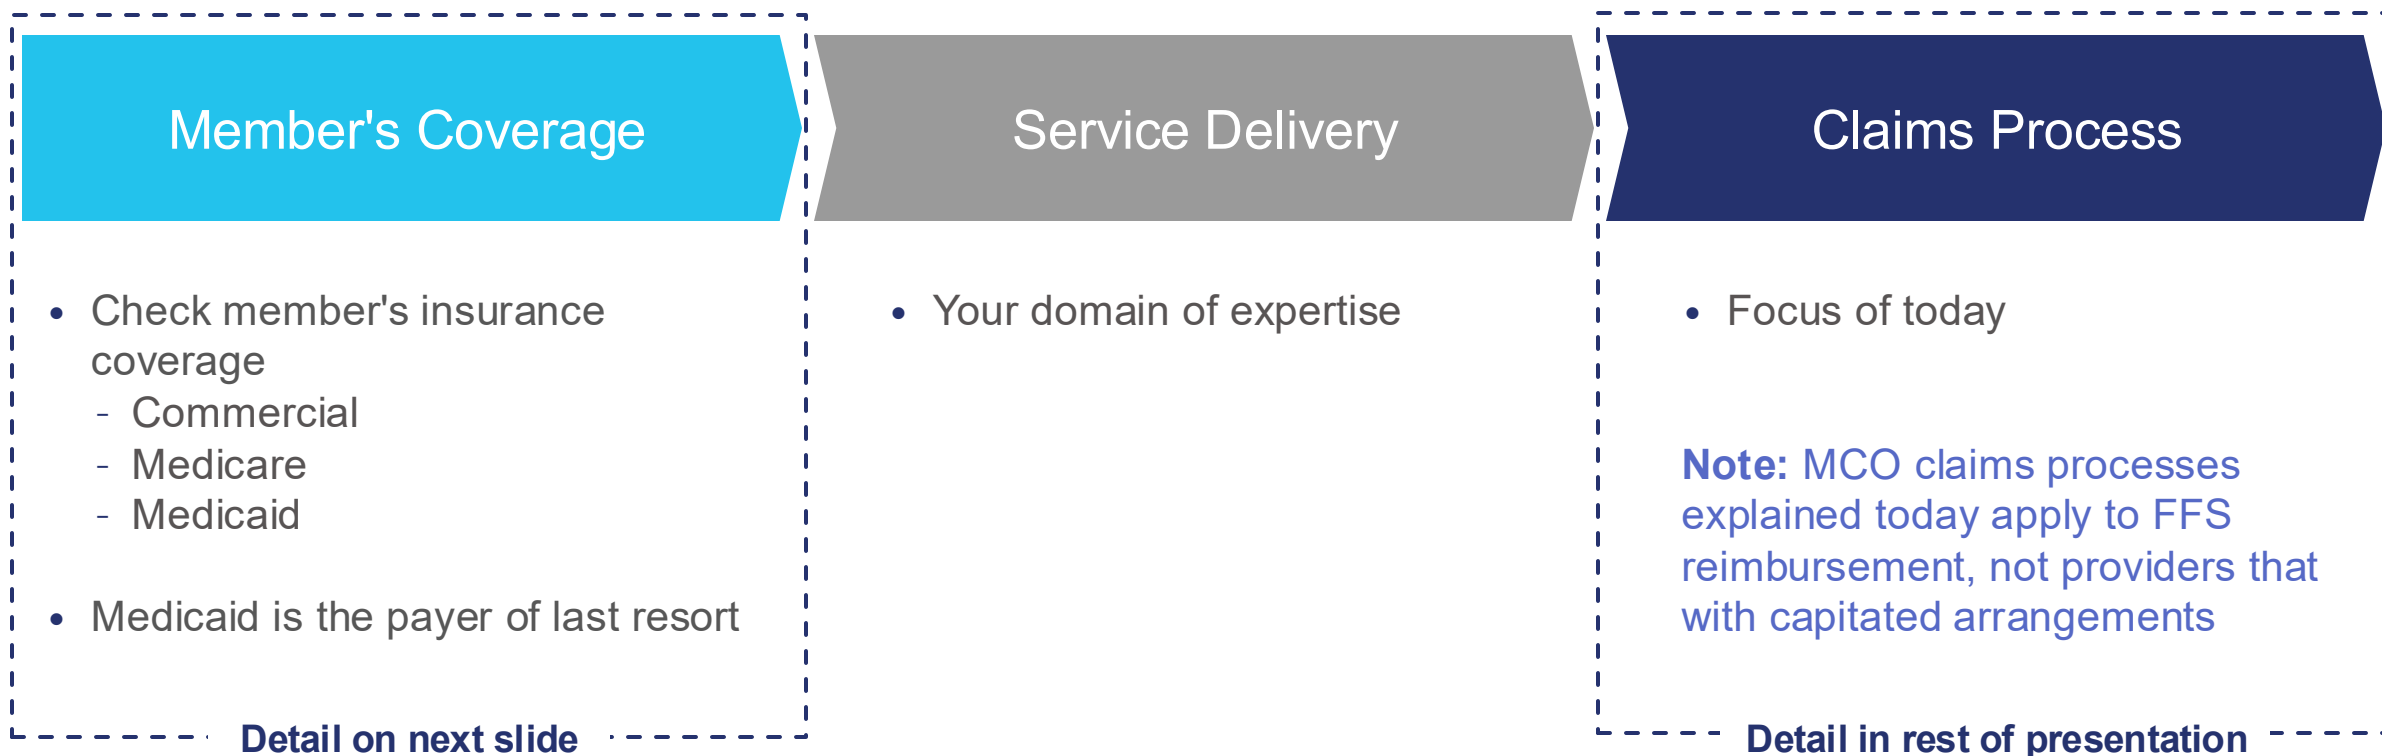 Member's Coverage
Service Delivery
Claims Process
• Check member's insurance
coverage
- Commercial
- Medicare
- Medicaid
• Medicaid is the payer of last resort
Detail on next slide
• Your domain of expertise
• Focus of today
Note: MCO claims processes
explained today apply to FFS
reimbursement, not providers that
with capitated arrangements
Detail in rest of presentation